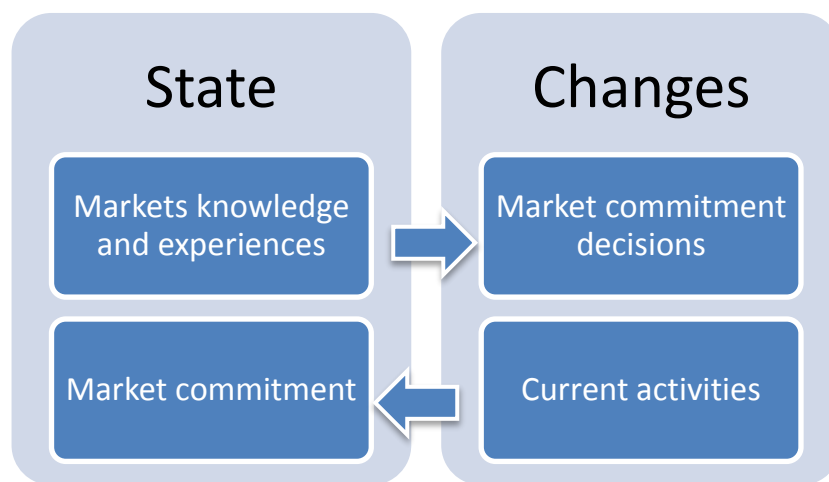 State
Markets knowledge
and experiences
Market commitment
Changes
Market commitment
decisions
Current activities